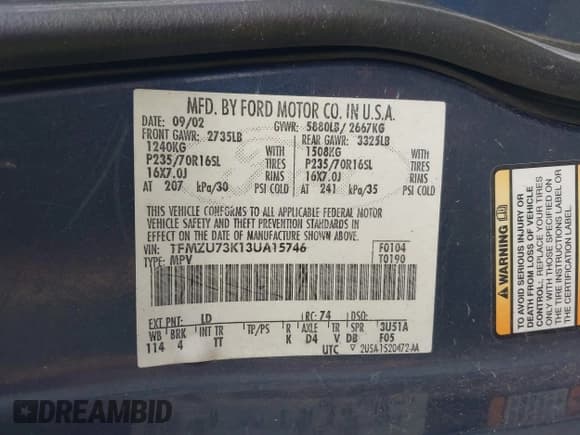 MFD. BY FORD MOTOR CO. IN U.S.A.
DATE: 09/02 GVWR: 5880LB/ 2667KG
FRONT GAWR: 2735LB REAR GAWR: 3325LB
1240KG WITH 1508KG WITH
P235/70R16SL TIRES P235/70R16SL TIRES
16X7.0J RIMS 16X7.0J RIMS
AT 207 kPa/30 PSI COLD AT 241 kPa/35 PSI COLD
THIS VEHICLE CONFORMS TO ALL APPLICABLE FEDERAL MOTOR
VEHICLE SAFETY AND THEFT PREVENTION STANDARDS IN
EFFECT ON THE DATE OF MANUFACTURE SHOWN ABOVE.
VIN: 1FMZU73K13UA15746 F0104
TYPE: MPV T0190
EXT PNT: LD RC: 74 DSO:
WB BRK INT TR TP/PS R AXLE TR SPR 3U51A
114 4 TT K D4 V DB F05
UTC ▽ 2U5A-1520472-AA
WARNING
TO AVOID SERIOUS INJURY OR
DEATH FROM LOSS OF VEHICLE
CONTROL: REPLACE YOUR TIRES
ONLY WITH THOSE SPECIFIED ON
THIS INSTRUCTIONS LABEL OR
THE TIRE INFORMATION LABEL
DREAMBID